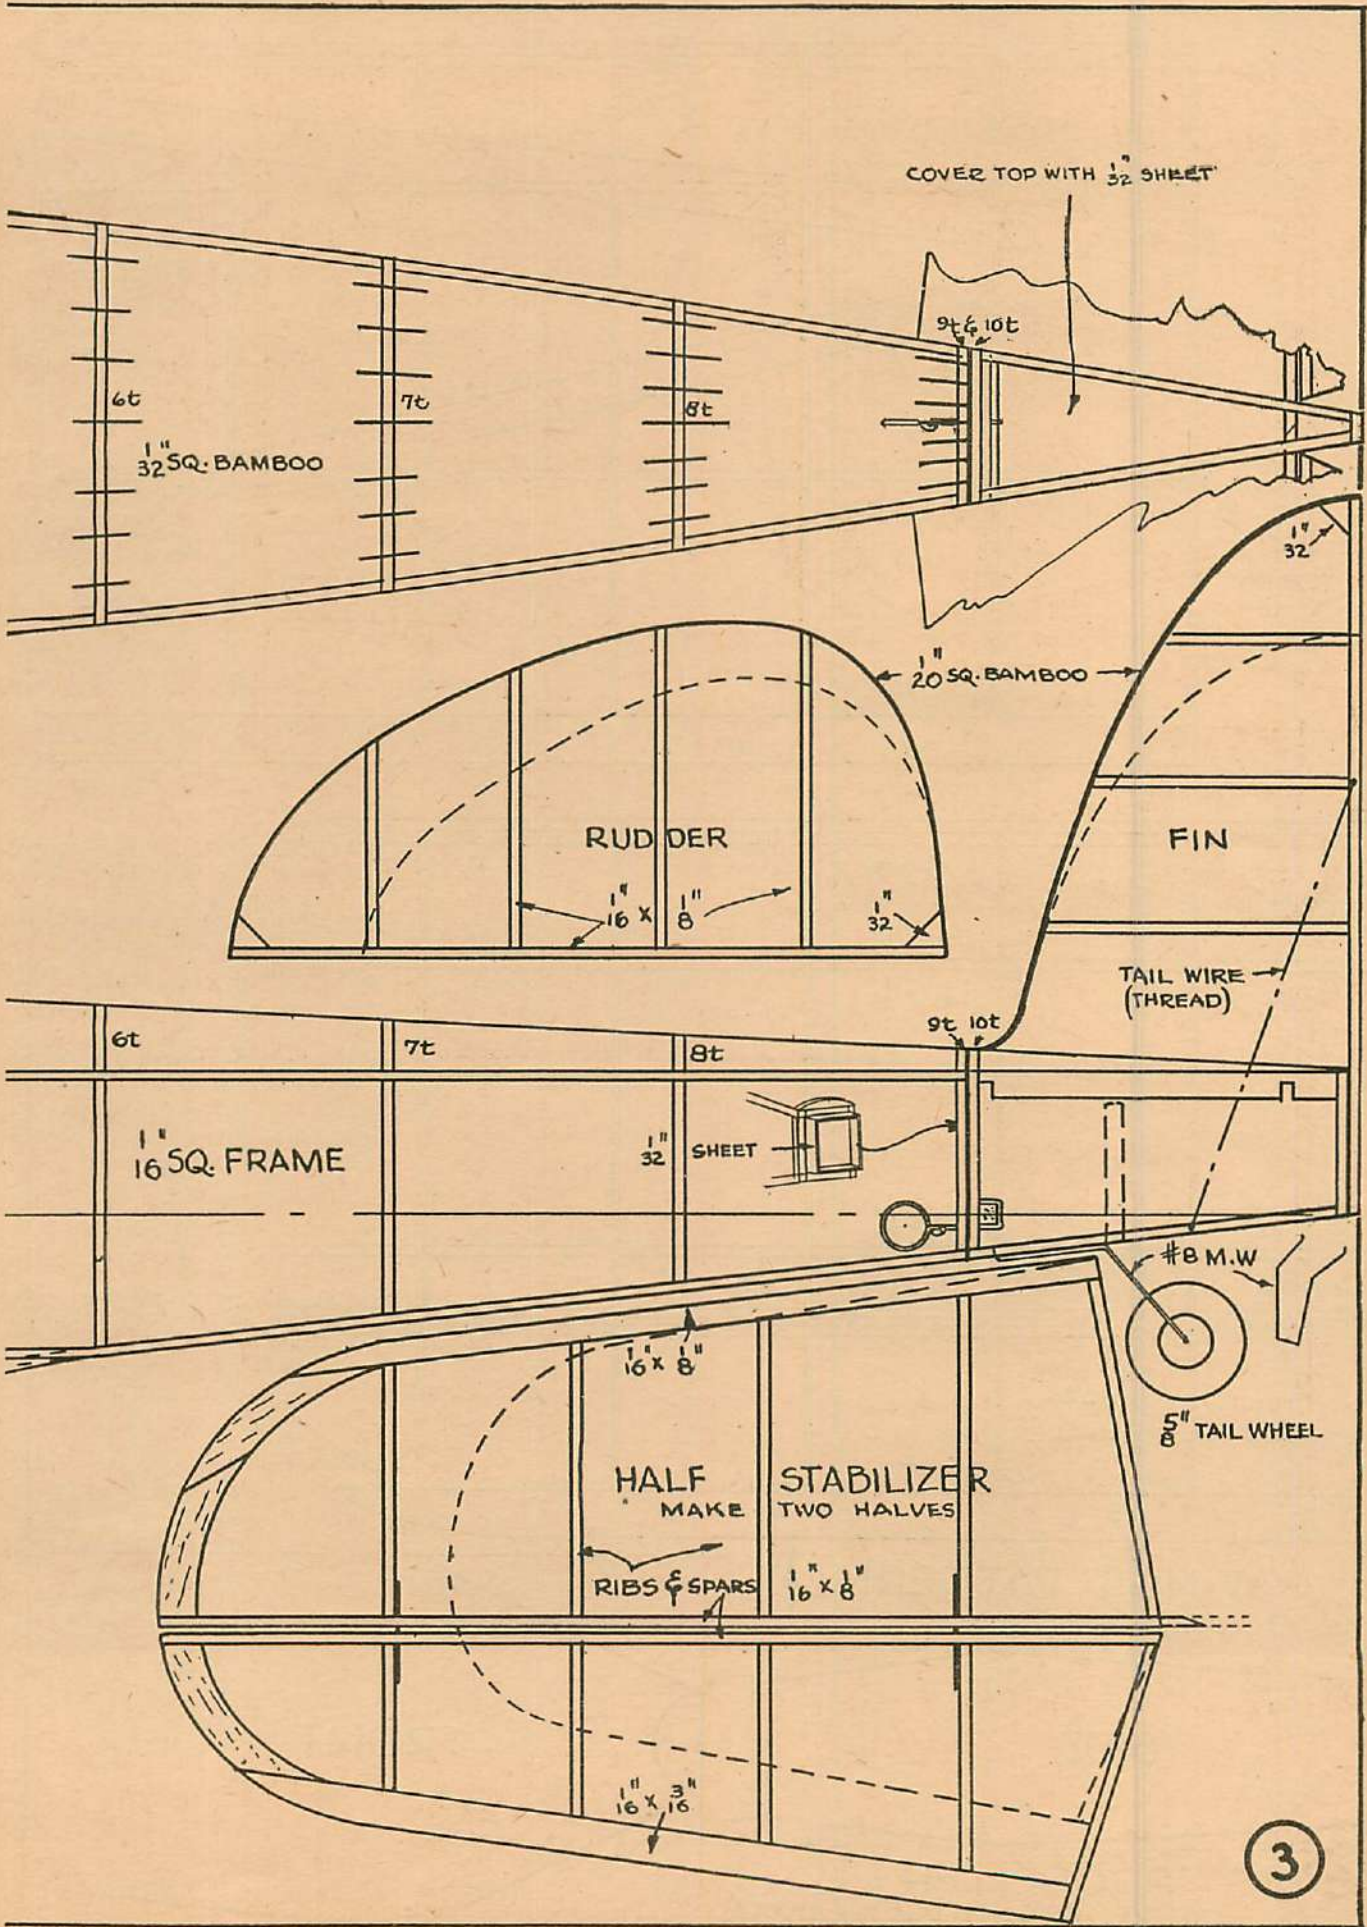 COVER TOP WITH 1/32" SHEET
9t & 10t
6t
7t
8t
1/32" SQ. BAMBOO
1/32"
1/20" SQ. BAMBOO
RUDDER
FIN
1/16" x 1/8"
1/32"
TAIL WIRE
(THREAD)
9t 10t
6t
7t
8t
1/16" SQ. FRAME
1/32" SHEET
#8 M.W
1/16" x 1/8"
5/8" TAIL WHEEL
HALF STABILIZER
MAKE TWO HALVES
RIBS & SPARS 1/16" x 1/8"
1/16" x 3/16"
3